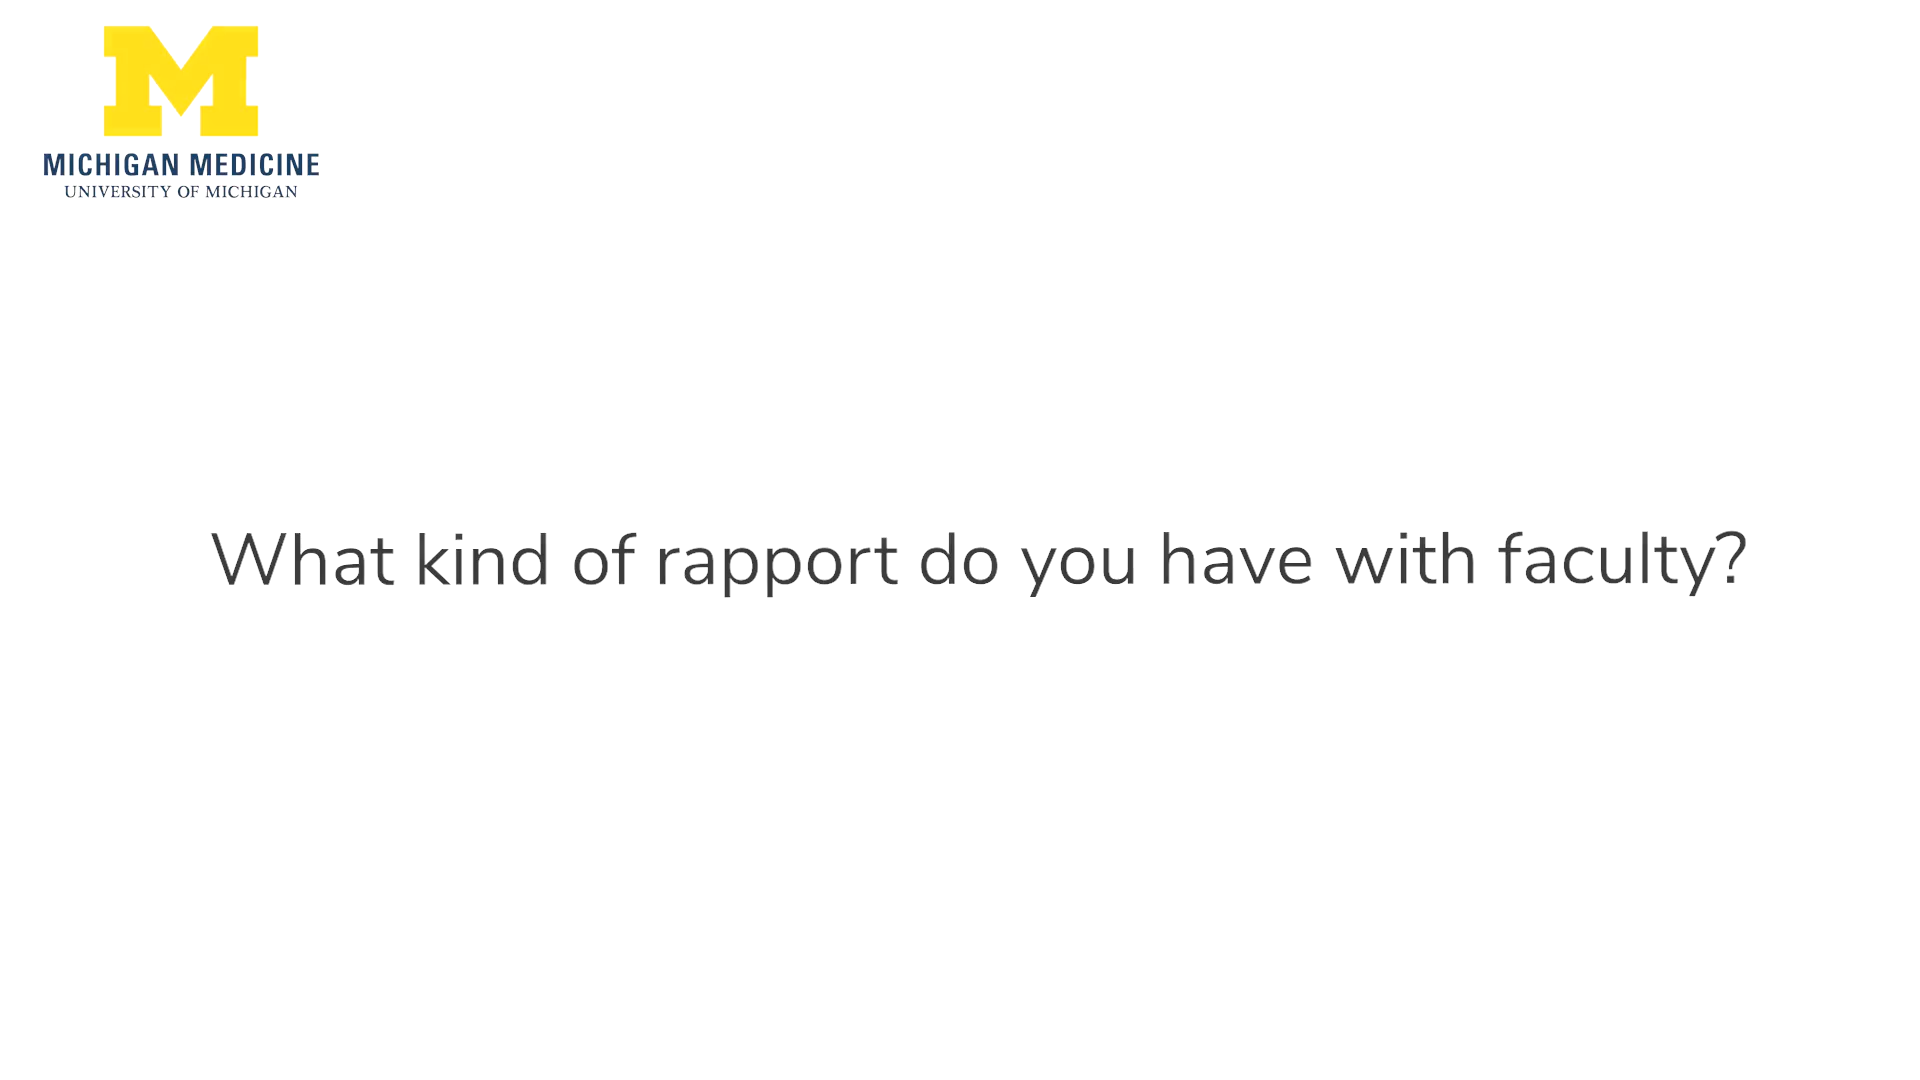 M
MICHIGAN MEDICINE
UNIVERSITY OF MICHIGAN
What kind of rapport do you have with faculty?